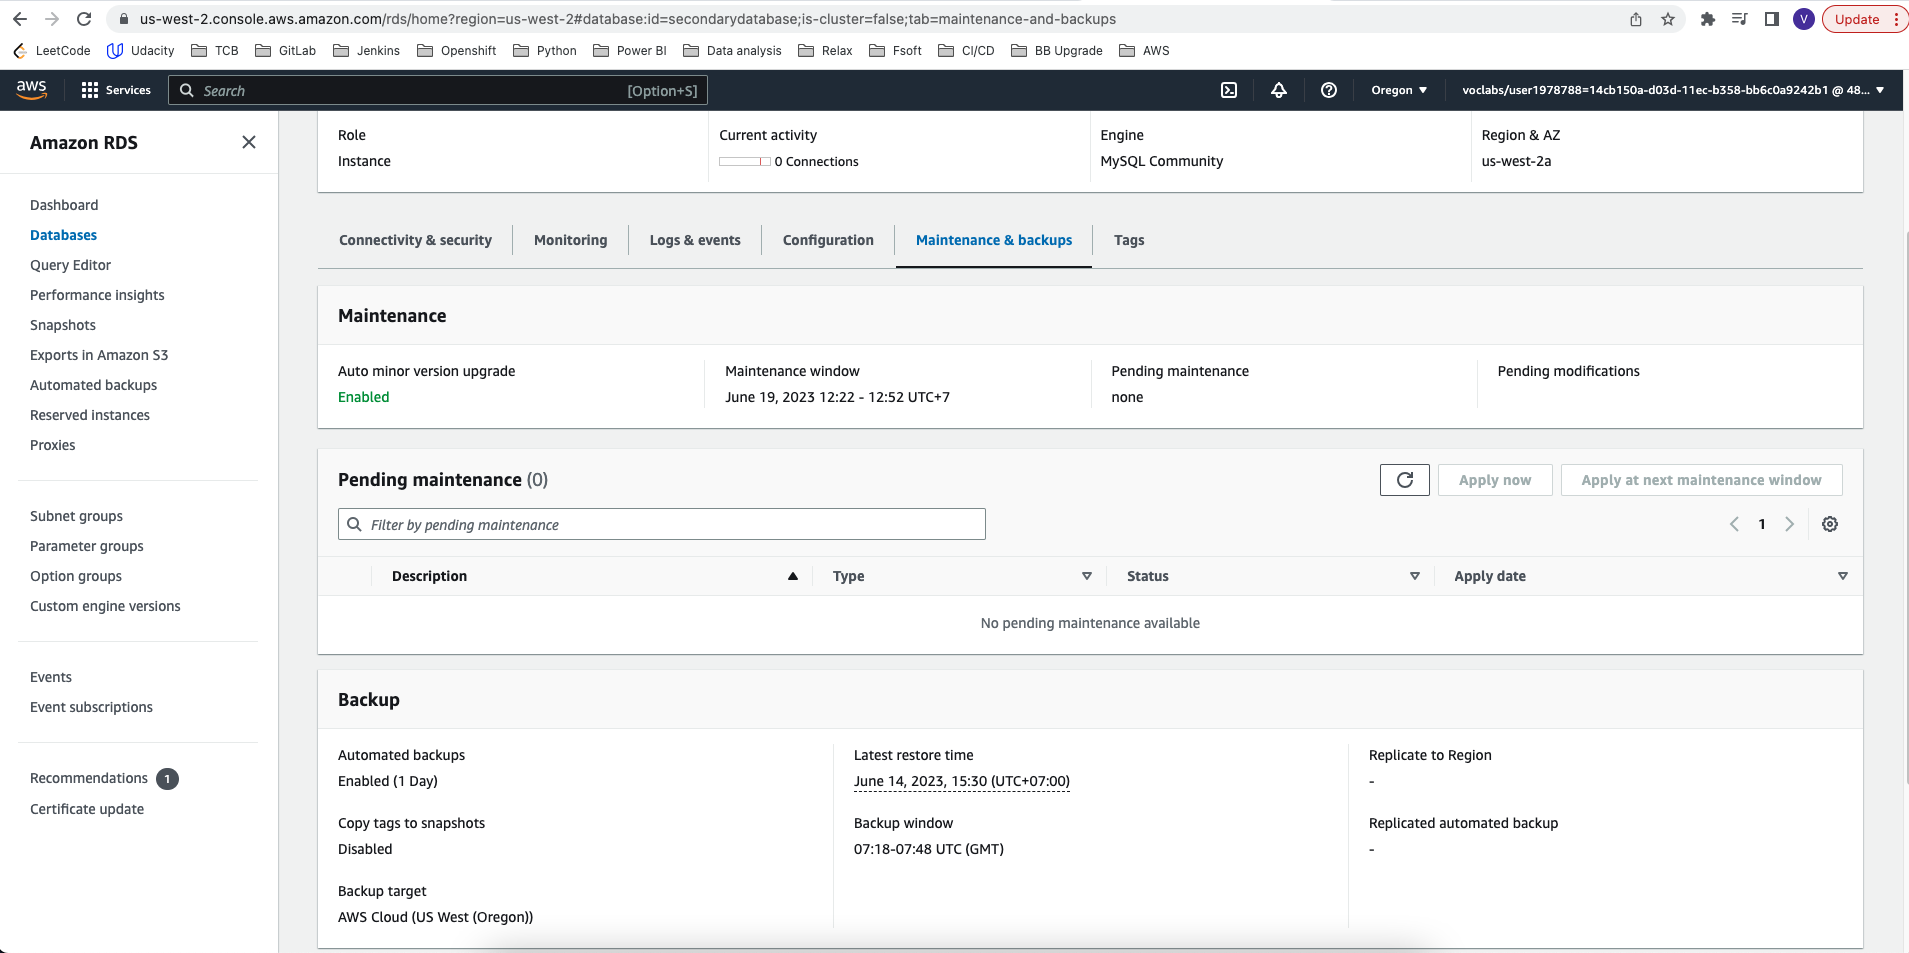 us-west-2.console.aws.amazon.com/rds/home?region=us-west-2#database:id=secondarydatabase;is-cluster=false;tab=maintenance-and-backups
V
Update
LeetCode
Udacity
TCB
GitLab
Jenkins
Openshift
Python
Power BI
Data analysis
Relax
Fsoft
CI/CD
BB Upgrade
AWS
aws
Services
Search
[Option+S]
Oregon
voclabs/user1978788=14cb150a-d03d-11ec-b358-bb6c0a9242b1 @ 48...
Amazon RDS
Dashboard
Databases
Query Editor
Performance insights
Snapshots
Exports in Amazon S3
Automated backups
Reserved instances
Proxies
Subnet groups
Parameter groups
Option groups
Custom engine versions
Events
Event subscriptions
Recommendations 1
Certificate update
Role
Instance
Current activity
0 Connections
Engine
MySQL Community
Region & AZ
us-west-2a
Connectivity & security
Monitoring
Logs & events
Configuration
Maintenance & backups
Tags
Maintenance
Auto minor version upgrade
Enabled
Maintenance window
June 19, 2023 12:22 - 12:52 UTC+7
Pending maintenance
none
Pending modifications
Pending maintenance (0)
Apply now
Apply at next maintenance window
Filter by pending maintenance
1
Description
Type
Status
Apply date
No pending maintenance available
Backup
Automated backups
Enabled (1 Day)
Copy tags to snapshots
Disabled
Backup target
AWS Cloud (US West (Oregon))
Latest restore time
June 14, 2023, 15:30 (UTC+07:00)
Backup window
07:18-07:48 UTC (GMT)
Replicate to Region
-
Replicated automated backup
-